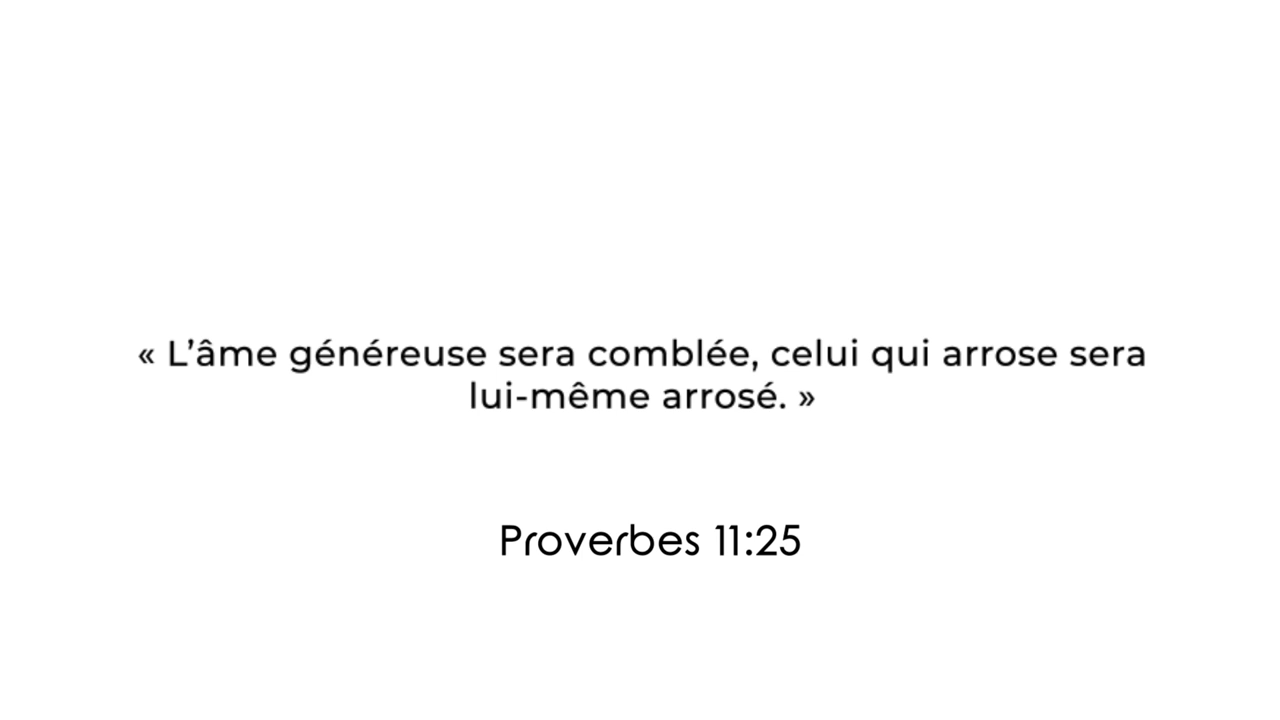 « L’âme généreuse sera comblée, celui qui arrose sera
lui-même arrosé. »
Proverbes 11:25